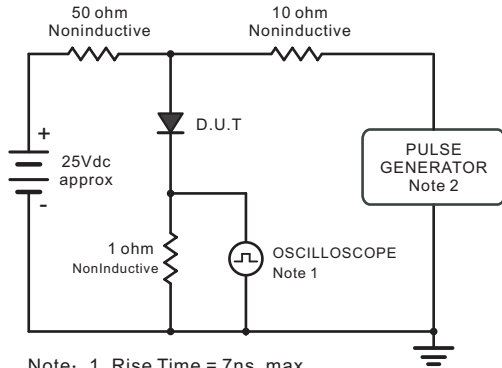 50 ohm
Noninductive
10 ohm
Noninductive
D.U.T
+
25Vdc
approx
-
PULSE
GENERATOR
Note 2
1 ohm
NonInductive
OSCILLOSCOPE
Note 1
Note: 1. Rise Time = 7ns, max.